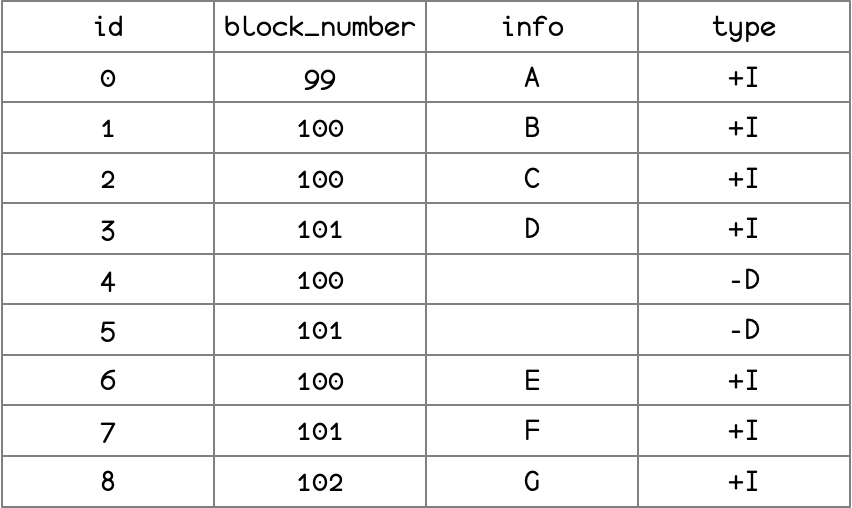 id block_number info type
0 99 A +I
1 100 B +I
2 100 C +I
3 101 D +I
4 100 -D
5 101 -D
6 100 E +I
7 101 F +I
8 102 G +I